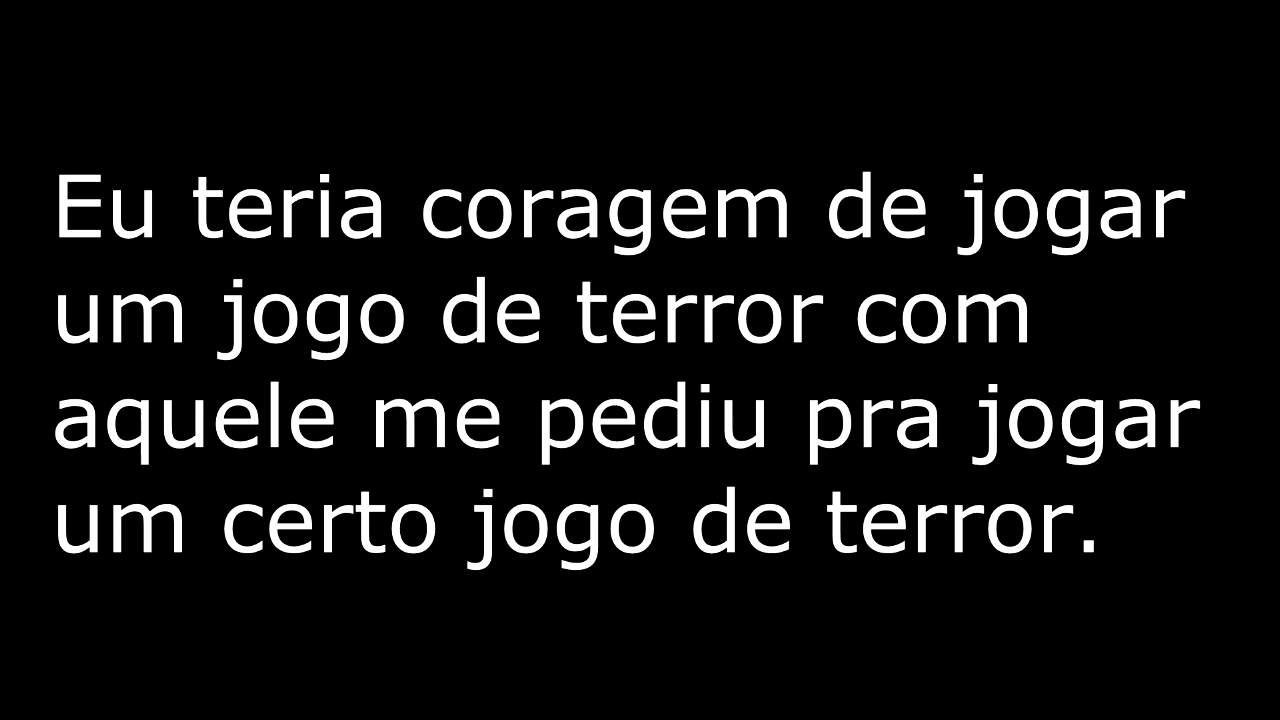 Eu teria coragem de jogar
um jogo de terror com
aquele me pediu pra jogar
um certo jogo de terror.